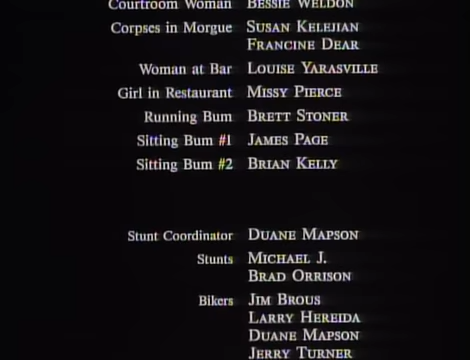 Courtroom Woman BESSIE WELDON
Corpses in Morgue SUSAN KELEJIAN
FRANCINE DEAR
Woman at Bar LOUISE YARASVILLE
Girl in Restaurant MISSY PIERCE
Running Bum BRETT STONER
Sitting Bum #1 JAMES PAGE
Sitting Bum #2 BRIAN KELLY
Stunt Coordinator DUANE MAPSON
Stunts MICHAEL J.
BRAD ORRISON
Bikers JIM BROUS
LARRY HEREIDA
DUANE MAPSON
JERRY TURNER